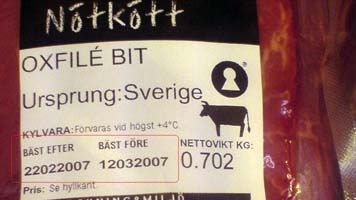 Nötkött
OXFILÉ BIT
Ursprung:Sverige
KYLVARA: Förvaras vid högst +4°C
BÄST EFTER BÄST FÖRE NETTOVIKT KG:
22022007 12032007 0.702
Pris: Se hyllkant.